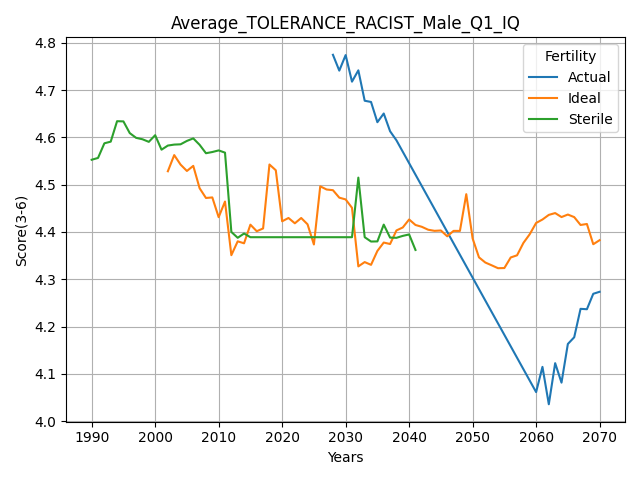 Average_TOLERANCE_RACIST_Male_Q1_IQ
Fertility
Actual
Ideal
Sterile
Score(3-6)
4.8
4.7
4.6
4.5
4.4
4.3
4.2
4.1
4.0
1990 2000 2010 2020 2030 2040 2050 2060 2070
Years